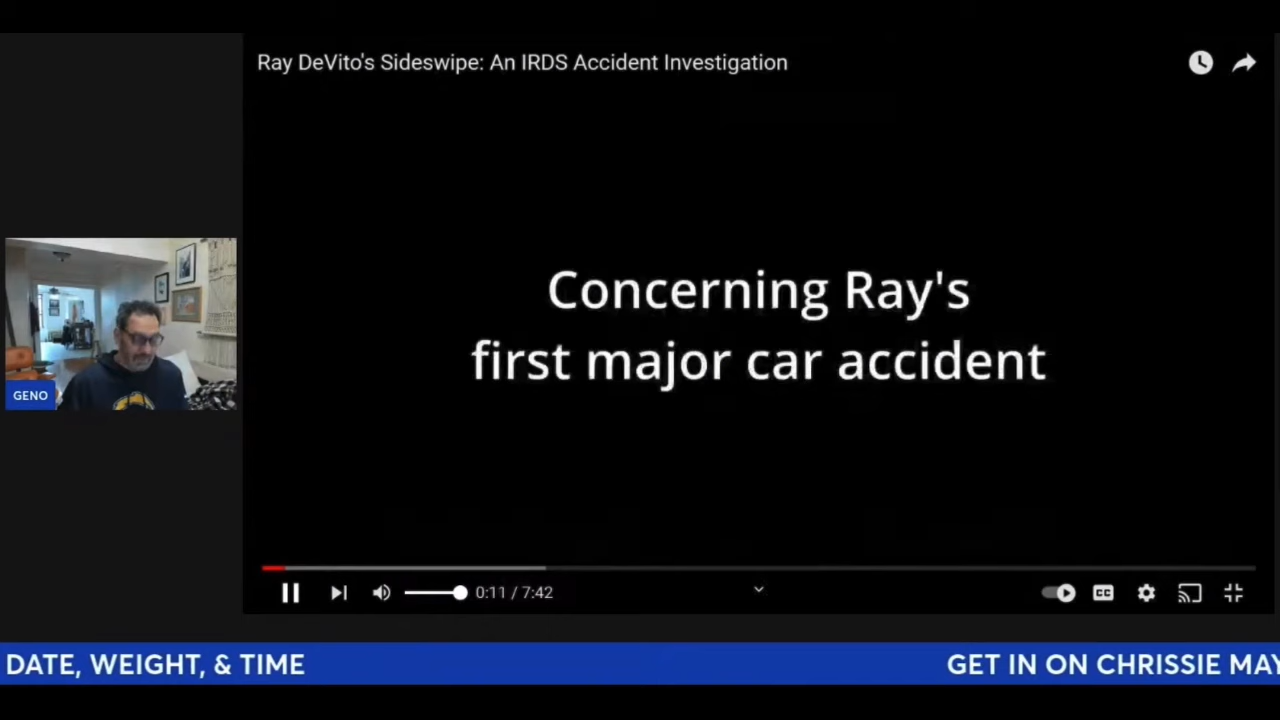 Ray DeVito's Sideswipe: An IRDS Accident Investigation
Concerning Ray's
first major car accident
GENO
0:11 / 7:42
CC
DATE, WEIGHT, & TIME
GET IN ON CHRISSIE MAY